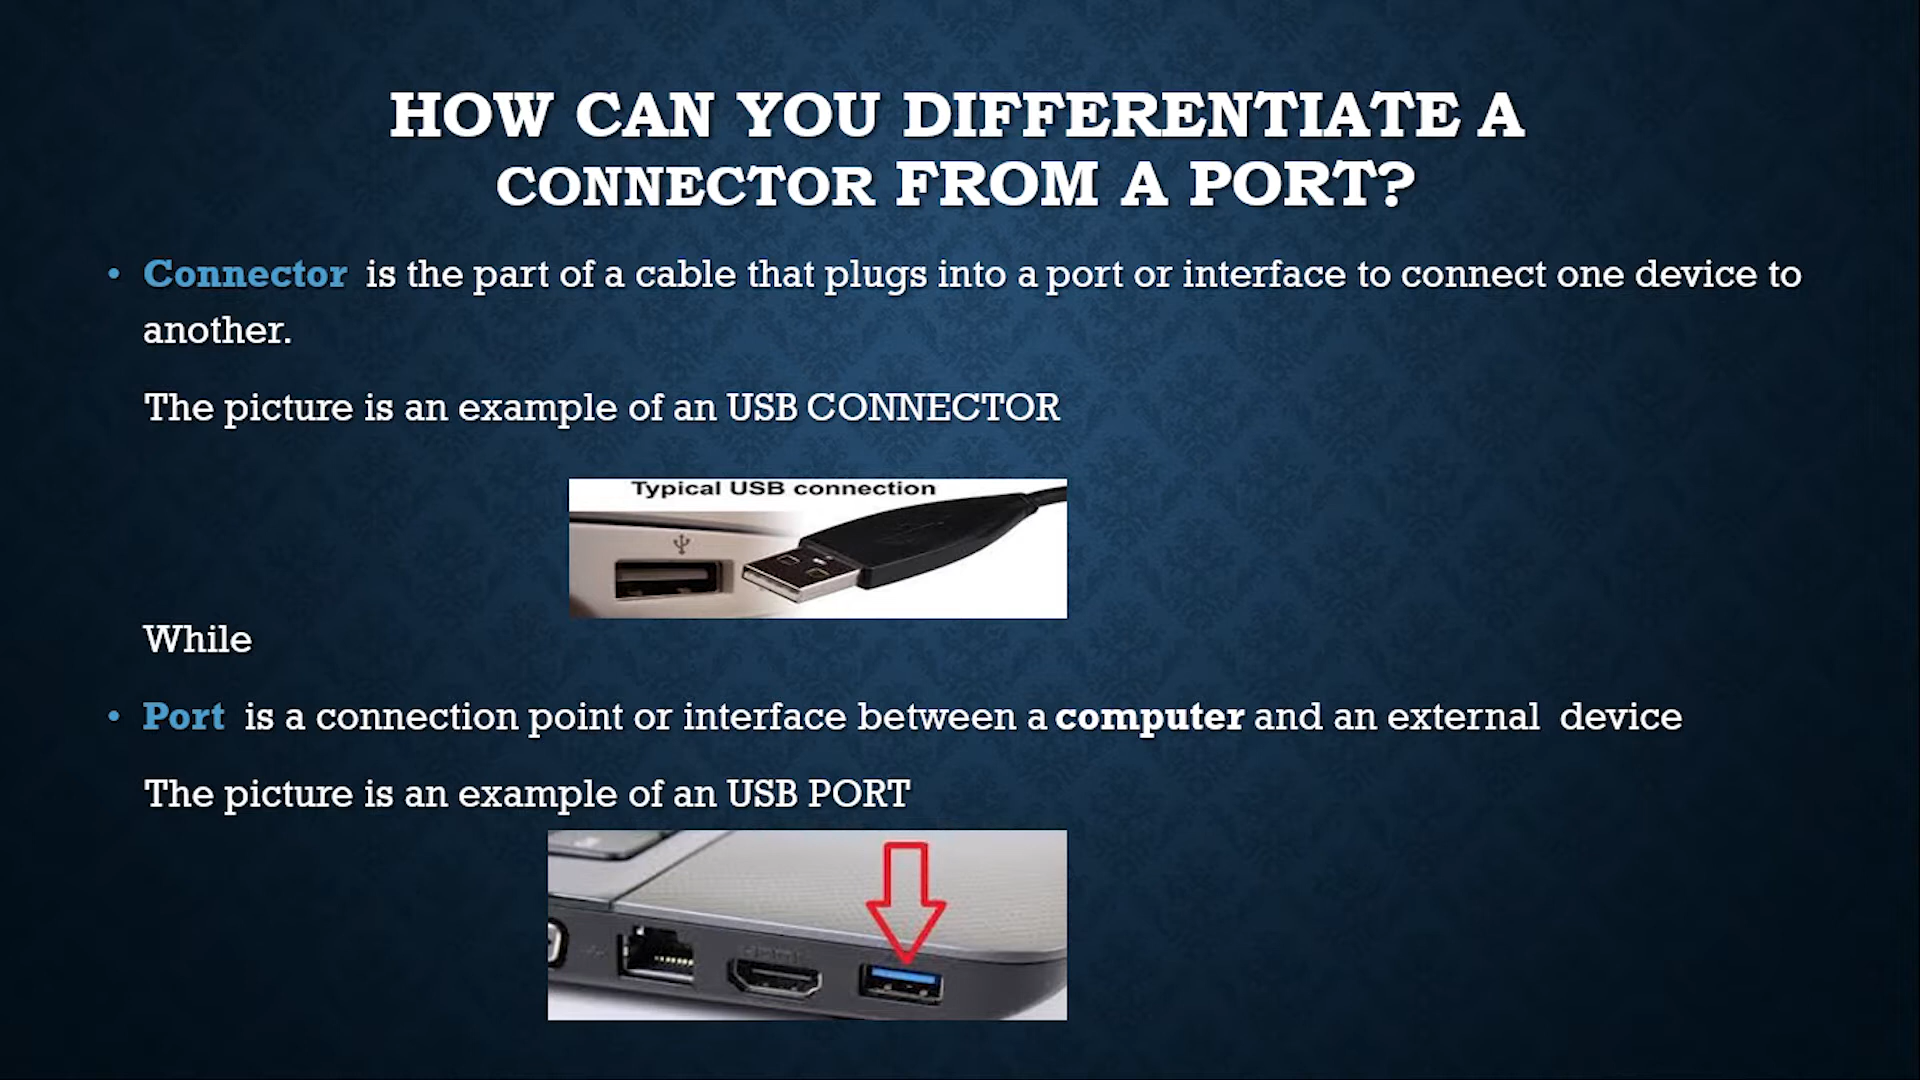 HOW CAN YOU DIFFERENTIATE A
CONNECTOR FROM A PORT?
• Connector is the part of a cable that plugs into a port or interface to connect one device to
another.
The picture is an example of an USB CONNECTOR
Typical USB connection
While
• Port is a connection point or interface between a computer and an external device
The picture is an example of an USB PORT